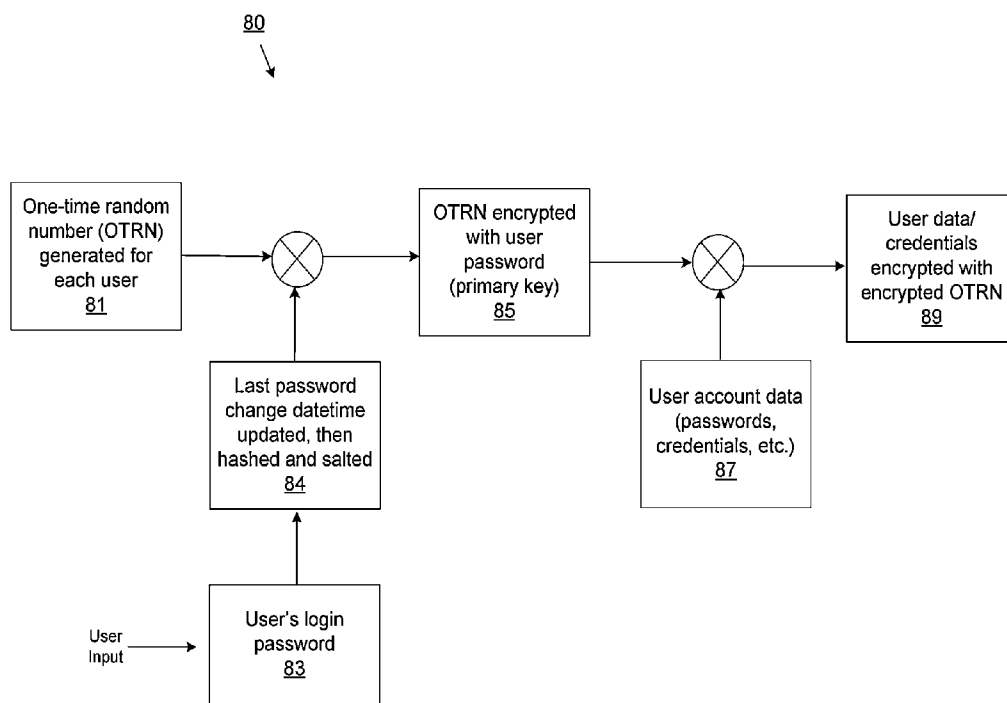 80
One-time random
number (OTRN)
generated for
each user
81
OTRN encrypted
with user
password
(primary key)
85
User data/
credentials
encrypted with
encrypted OTRN
89
Last password
change datetime
updated, then
hashed and salted
84
User account data
(passwords,
credentials, etc.)
87
User
Input
User's login
password
83